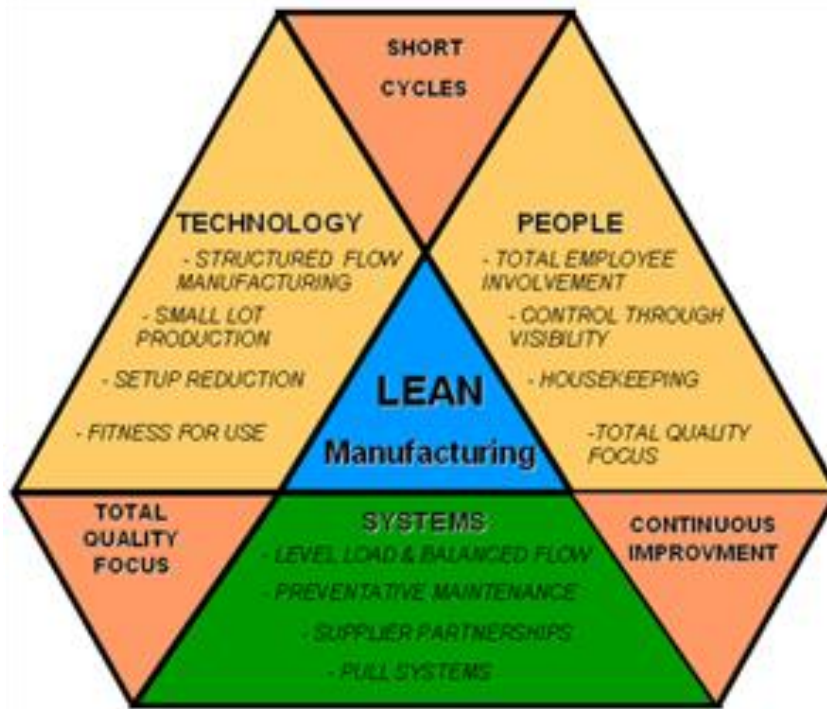 SHORT
CYCLES
TECHNOLOGY
- STRUCTURED FLOW
MANUFACTURING
- SMALL LOT
PRODUCTION
- SETUP REDUCTION
- FITNESS FOR USE
PEOPLE
- TOTAL EMPLOYEE
INVOLVEMENT
- CONTROL THROUGH
VISIBILITY
- HOUSEKEEPING
-TOTAL QUALITY
FOCUS
LEAN
Manufacturing
TOTAL
QUALITY
FOCUS
SYSTEMS
- LEVEL LOAD & BALANCED FLOW
- PREVENTATIVE MAINTENANCE
- SUPPLIER PARTNERSHIPS
- PULL SYSTEMS
CONTINUOUS
IMPROVMENT